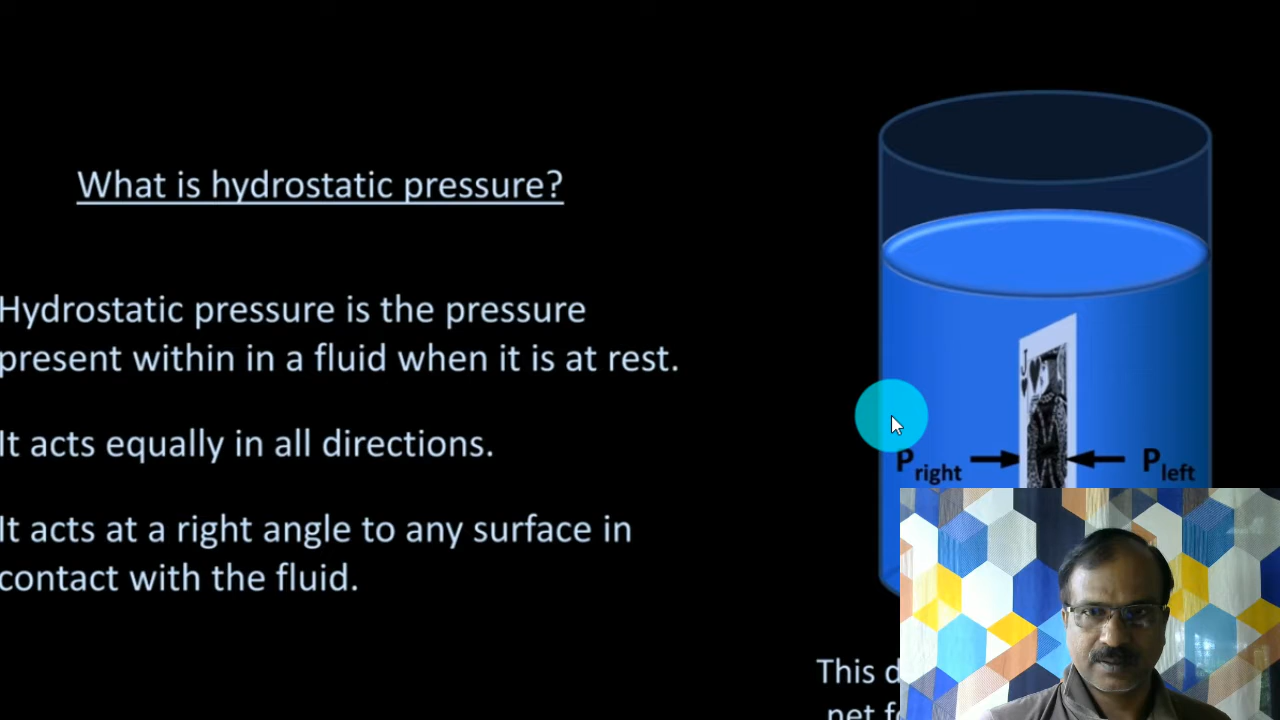 What is hydrostatic pressure?
Hydrostatic pressure is the pressure
present within in a fluid when it is at rest.
It acts equally in all directions.
It acts at a right angle to any surface in
contact with the fluid.
J
Pright
Pleft
This
net